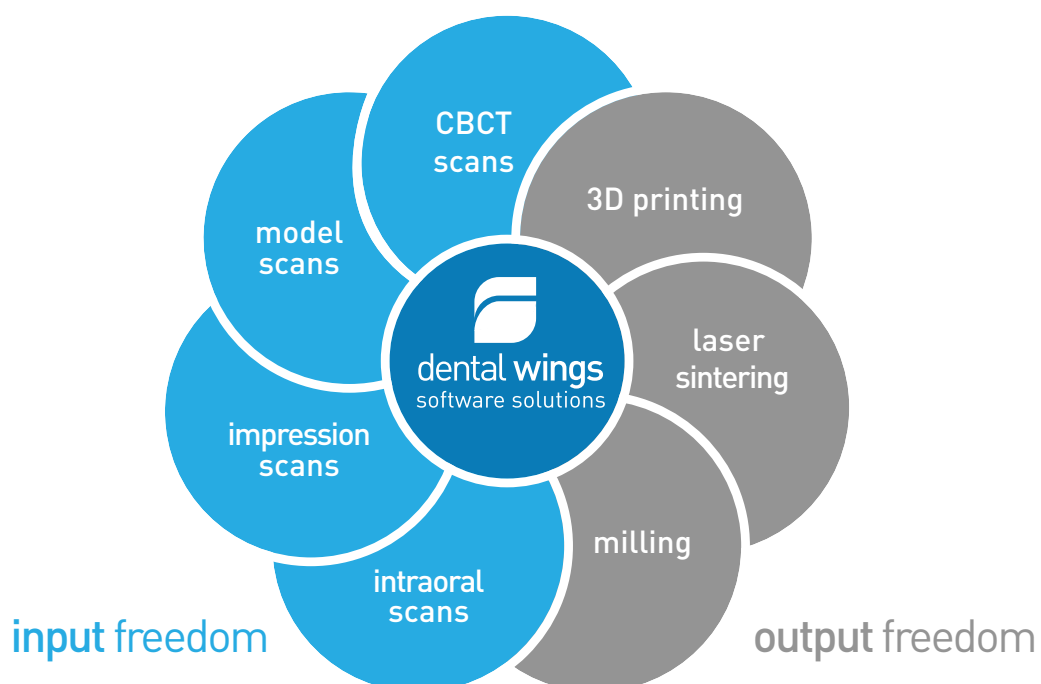 CBCT
scans
3D printing
model
scans
laser
sintering
dental wings
software solutions
impression
scans
milling
intraoral
scans
input freedom
output freedom